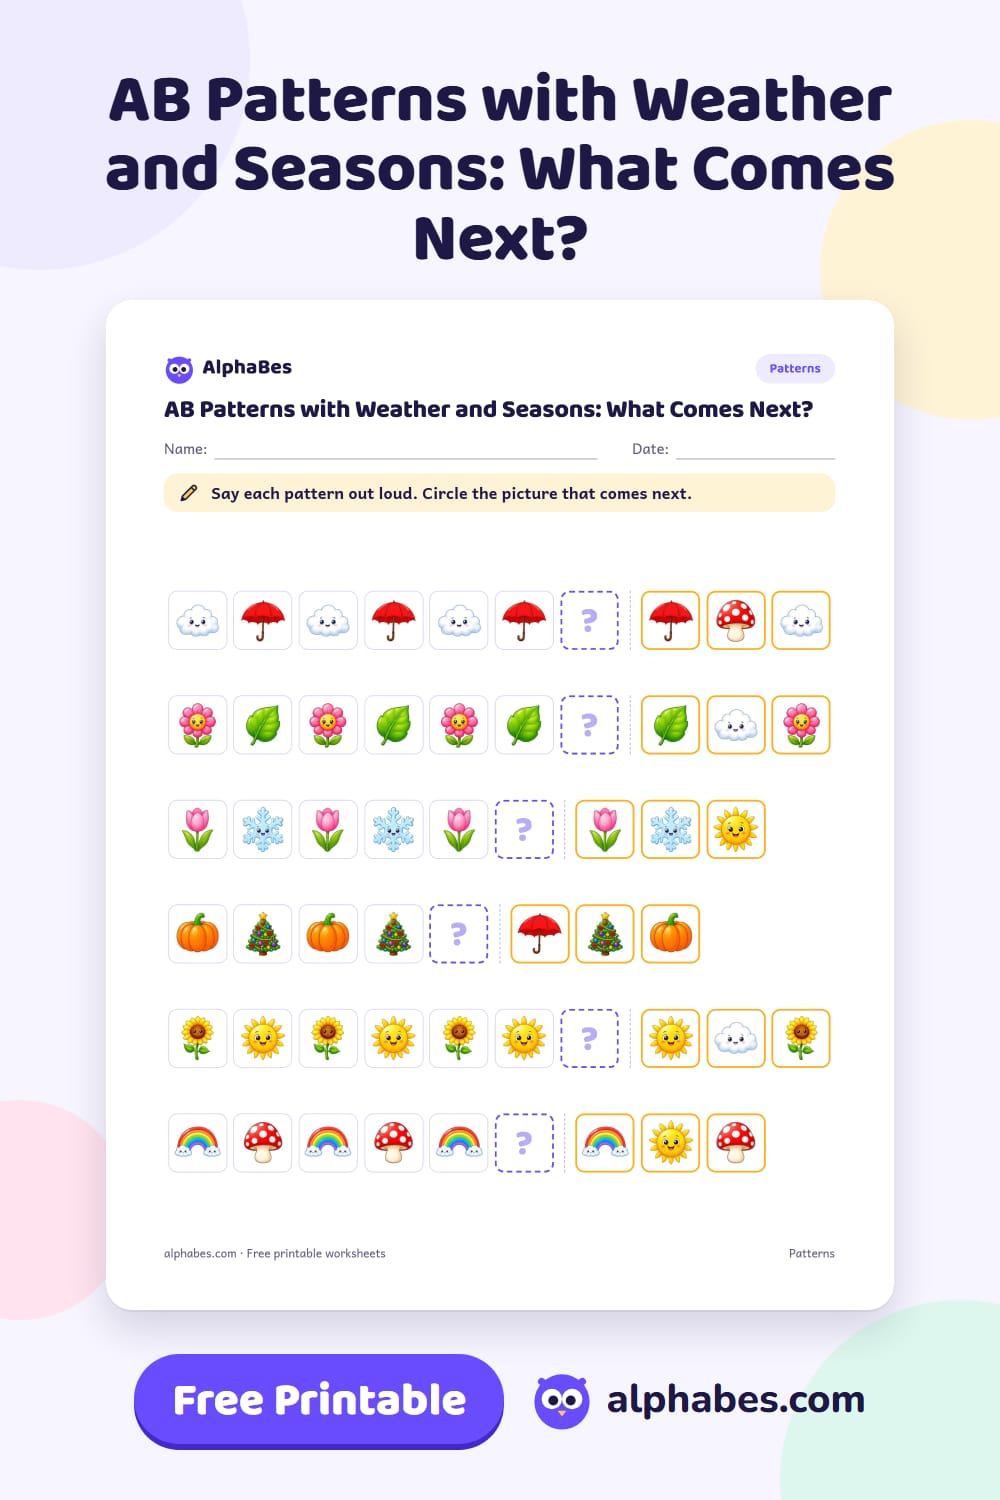 AB Patterns with Weather
and Seasons: What Comes
Next?
AlphaBes
Patterns
AB Patterns with Weather and Seasons: What Comes Next?
Name:
Date:
Say each pattern out loud. Circle the picture that comes next.
?
?
?
?
?
?
alphabes.com · Free printable worksheets
Patterns
Free Printable
alphabes.com